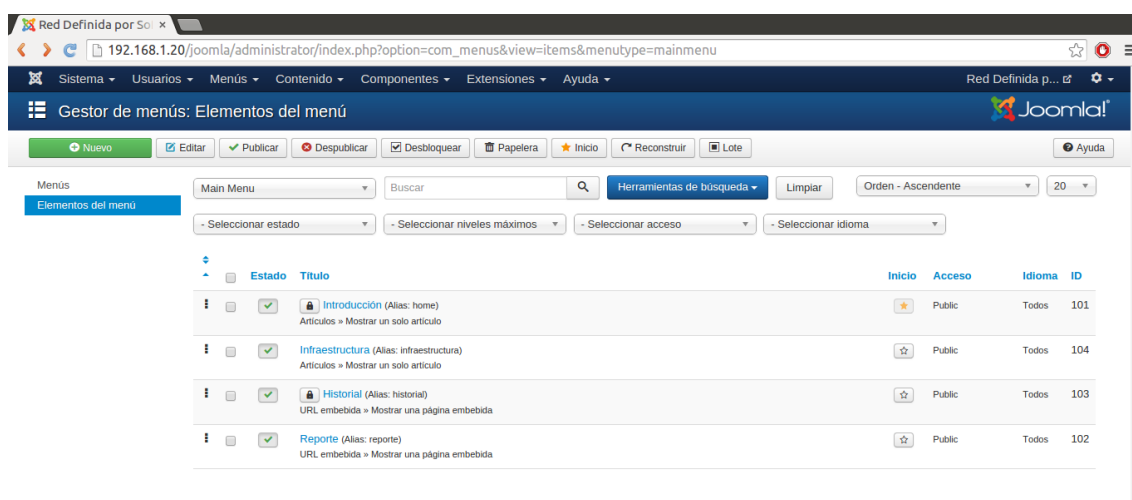 Red Definida por So
192.168.1.20/joomla/administrator/index.php?option=com_menus&view=items&menutype=mainmenu
Sistema Usuarios Menús Contenido Componentes Extensiones Ayuda Red Definida p...
Gestor de menús: Elementos del menú Joomla!
Nuevo Editar Publicar Despublicar Desbloquear Papelera Inicio Reconstruir Lote Ayuda
Menús
Elementos del menú
Main Menu Buscar Herramientas de búsqueda Limpiar Orden - Ascendente 20
- Seleccionar estado - Seleccionar niveles máximos - Seleccionar acceso - Seleccionar idioma
Estado Título Inicio Acceso Idioma ID
Introducción (Alias: home) Public Todos 101
Artículos » Mostrar un solo artículo
Infraestructura (Alias: infraestructura) Public Todos 104
Artículos » Mostrar un solo artículo
Historial (Alias: historial) Public Todos 103
URL embebida » Mostrar una página embebida
Reporte (Alias: reporte) Public Todos 102
URL embebida » Mostrar una página embebida